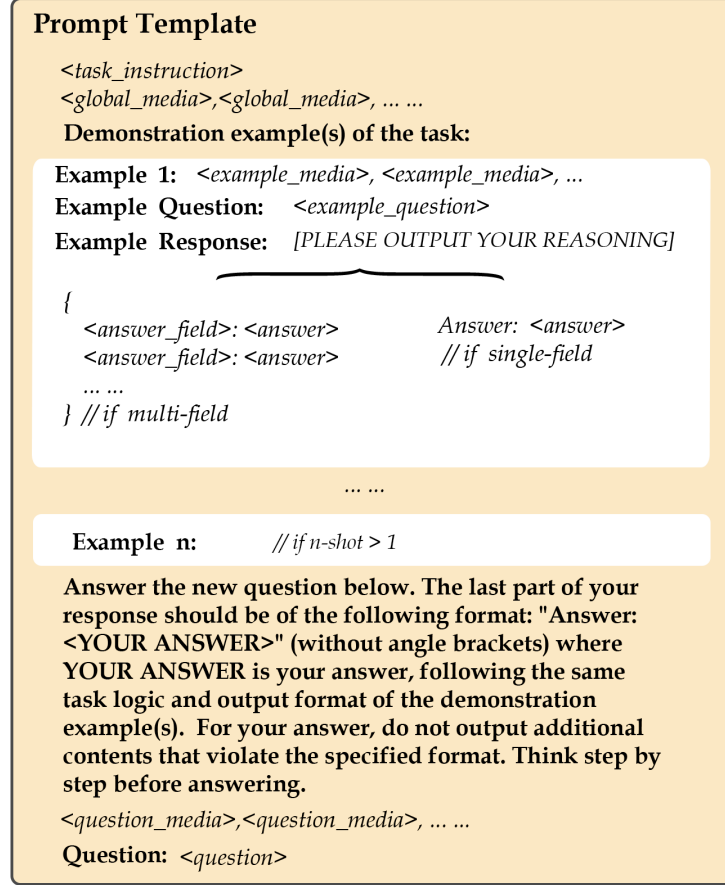 Prompt Template
<task_instruction>
<global_media>,<global_media>, ... ...
Demonstration example(s) of the task:
Example 1: <example_media>, <example_media>, ...
Example Question: <example_question>
Example Response: [PLEASE OUTPUT YOUR REASONING]
{
<answer_field>: <answer>
<answer_field>: <answer>
... ...
} // if multi-field
Answer: <answer>
// if single-field
... ...
Example n: // if n-shot > 1
Answer the new question below. The last part of your
response should be of the following format: "Answer:
<YOUR ANSWER>" (without angle brackets) where
YOUR ANSWER is your answer, following the same
task logic and output format of the demonstration
example(s). For your answer, do not output additional
contents that violate the specified format. Think step by
step before answering.
<question_media>,<question_media>, ... ...
Question: <question>